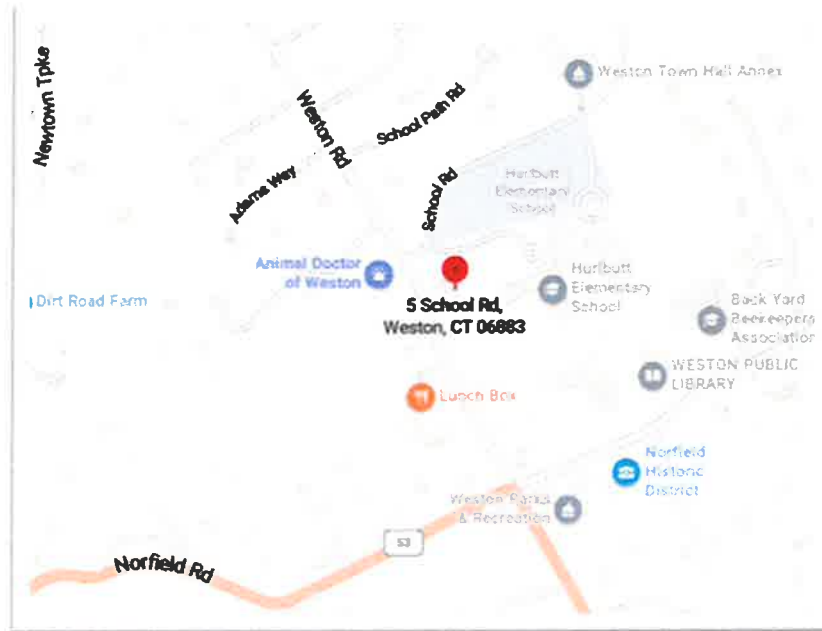 Newtown Tpke
Weston Rd
School Path Rd
Adams Way
School Rd
Weston Town Hall Annex
Hurlbutt
Elementary
School
Animal Doctor
of Weston
Dirt Road Farm
5 School Rd,
Weston, CT 06883
Hurlbutt
Elementary
School
Back Yard
Beekeepers
Association
WESTON PUBLIC
LIBRARY
Lunch Box
Norfield
Historic
District
Weston Parks
& Recreation
53
Norfield Rd